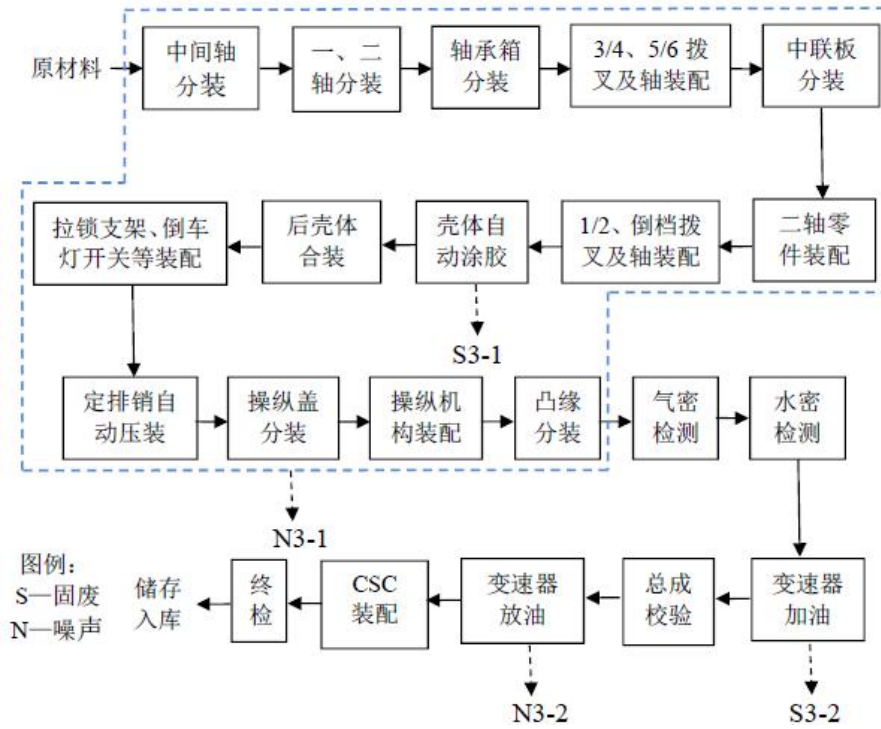 原材料
中间轴
分装
一、二
轴分装
轴承箱
分装
3/4、5/6 拨
叉及轴装配
中联板
分装
拉锁支架、倒车
灯开关等装配
后壳体
合装
壳体自
动涂胶
1/2、倒档拨
叉及轴装配
二轴零
件装配
S3-1
定排销自
动压装
操纵盖
分装
操纵机
构装配
凸缘
分装
气密
检测
水密
检测
N3-1
图例：
S—固废
N—噪声
储存
入库
终
检
CSC
装配
变速器
放油
总成
校验
变速器
加油
N3-2
S3-2